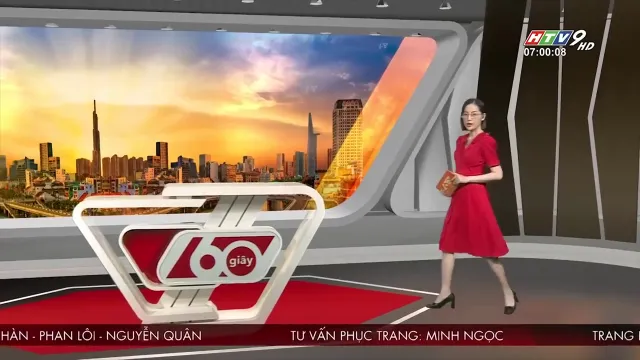 HTV9 HD
07:00:08
60 giây
HÀN - PHAN LÔI - NGUYỄN QUÂN TƯ VẤN PHỤC TRANG: MINH NGỌC TRANG